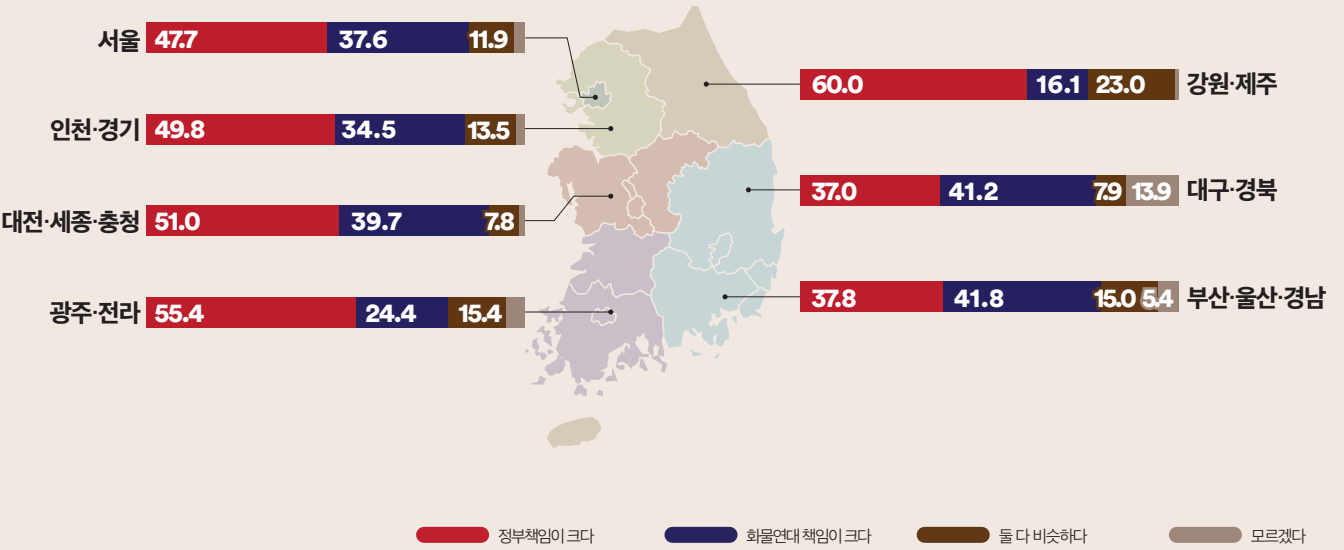 서울 47.7 37.6 11.9
인천·경기 49.8 34.5 13.5
대전·세종·충청 51.0 39.7 7.8
광주·전라 55.4 24.4 15.4
60.0 16.1 23.0 강원·제주
37.0 41.2 7.9 13.9 대구·경북
37.8 41.8 15.0 5.4 부산·울산·경남
정부책임이 크다 화물연대 책임이 크다 둘 다 비슷하다 모르겠다